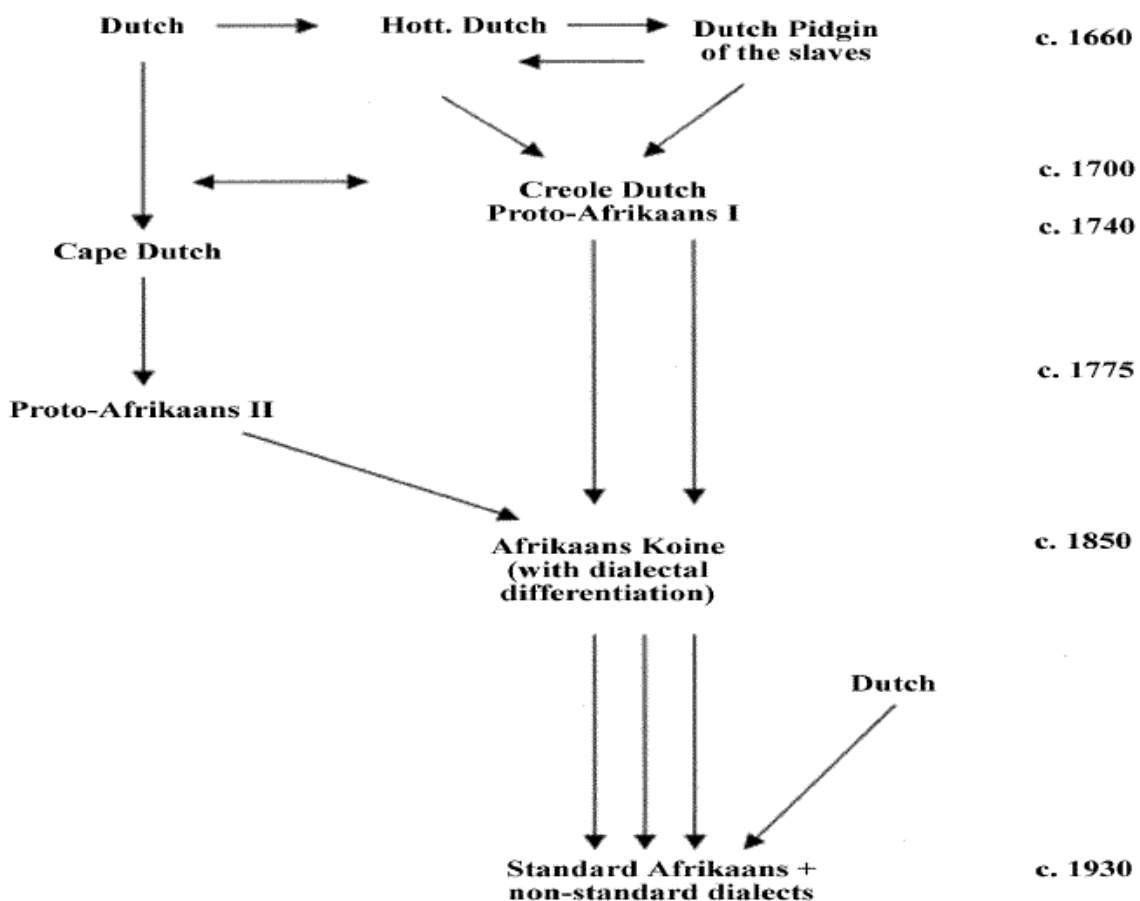 Dutch
Hott. Dutch
Dutch Pidgin
of the slaves
c. 1660
c. 1700
Creole Dutch
Proto-Afrikaans I
c. 1740
Cape Dutch
c. 1775
Proto-Afrikaans II
Afrikaans Koine
(with dialectal
differentiation)
c. 1850
Dutch
Standard Afrikaans +
non-standard dialects
c. 1930